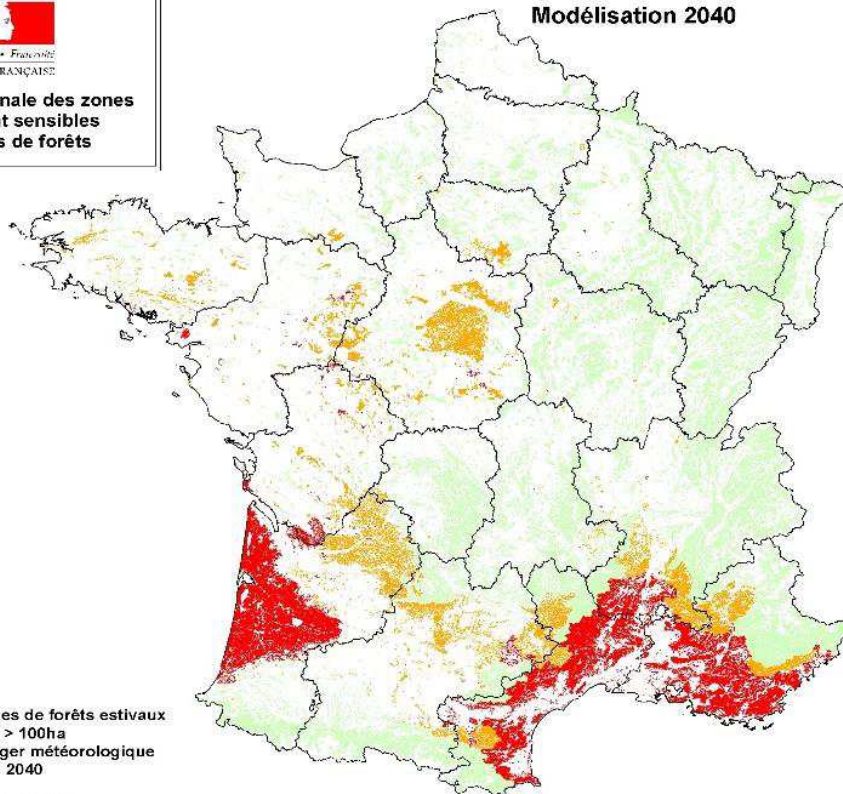 Modélisation 2040
• Fraternité
RANÇAISE
nale des zones
t sensibles
s de forêts
es de forêts estivaux
> 100ha
ger météorologique
2040